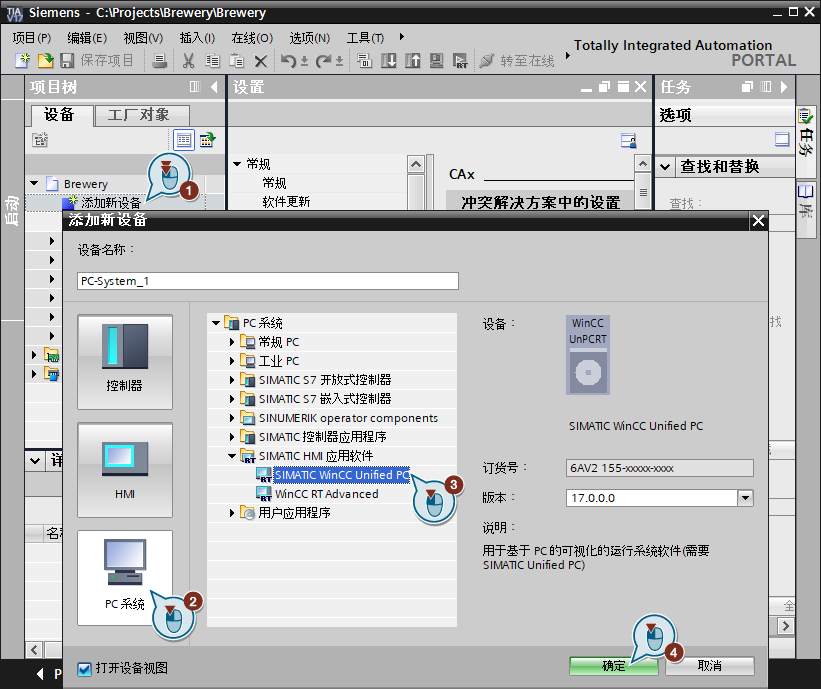 Siemens - C:\Projects\Brewery\Brewery
项目(P) 编辑(E) 视图(V) 插入(I) 在线(O) 选项(N) 工具(T)
Totally Integrated Automation
PORTAL
保存项目
转至在线
项目树
设置
任务
设备
工厂对象
选项
Brewery
添加新设备
1
常规
常规
软件更新
CAx
冲突解决方案中的设置
查找和替换
查找：
任务
库
启动
添加新设备
设备名称：
PC-System_1
控制器
HMI
PC 系统
2
PC 系统
常规 PC
工业 PC
SIMATIC S7 开放式控制器
SIMATIC S7 嵌入式控制器
SINUMERIK operator components
SIMATIC 控制器应用程序
SIMATIC HMI 应用软件
SIMATIC WinCC Unified PC
3
WinCC RT Advanced
用户应用程序
设备：
WinCC
UnPCRT
SIMATIC WinCC Unified PC
订货号：
6AV2 155-xxxxx-xxxx
版本：
17.0.0.0
说明：
用于基于 PC的可视化的运行系统软件(需要
SIMATIC Unified PC)
打开设备视图
确定
4
取消
详
名称
找
全
P